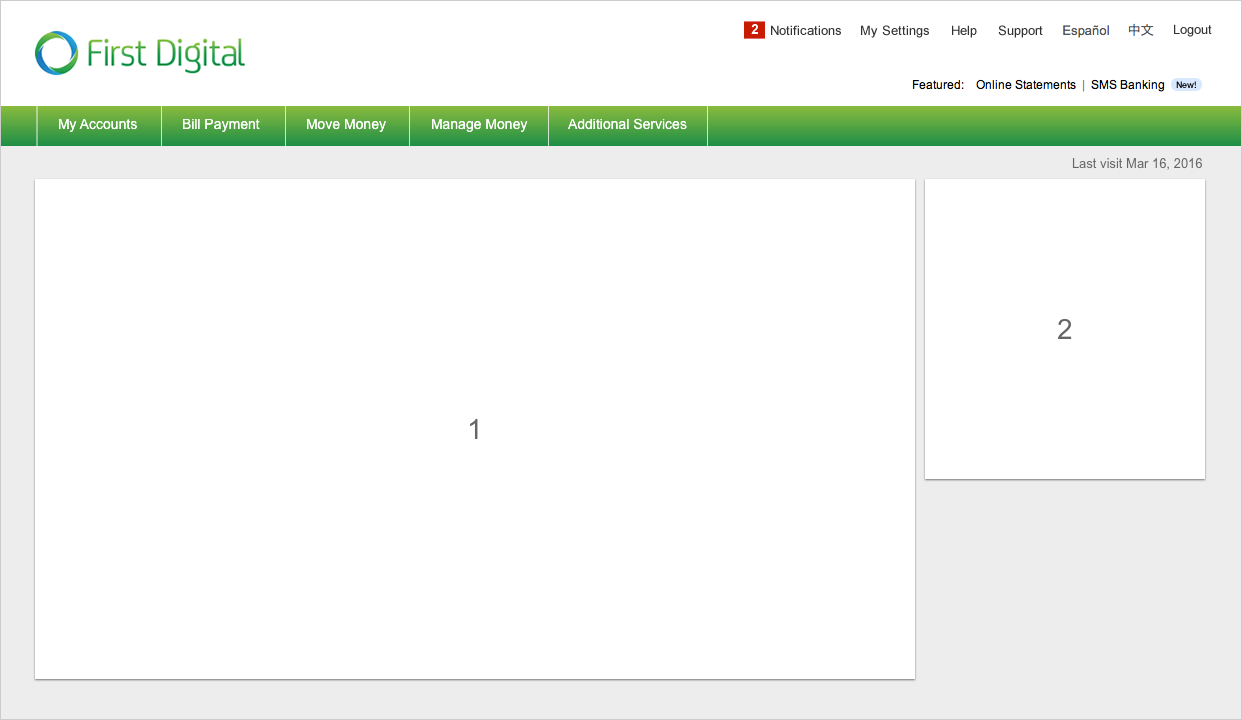 2 Notifications My Settings Help Support Español 中文 Logout
First Digital
Featured: Online Statements | SMS Banking New!
My Accounts Bill Payment Move Money Manage Money Additional Services
Last visit Mar 16, 2016
1
2